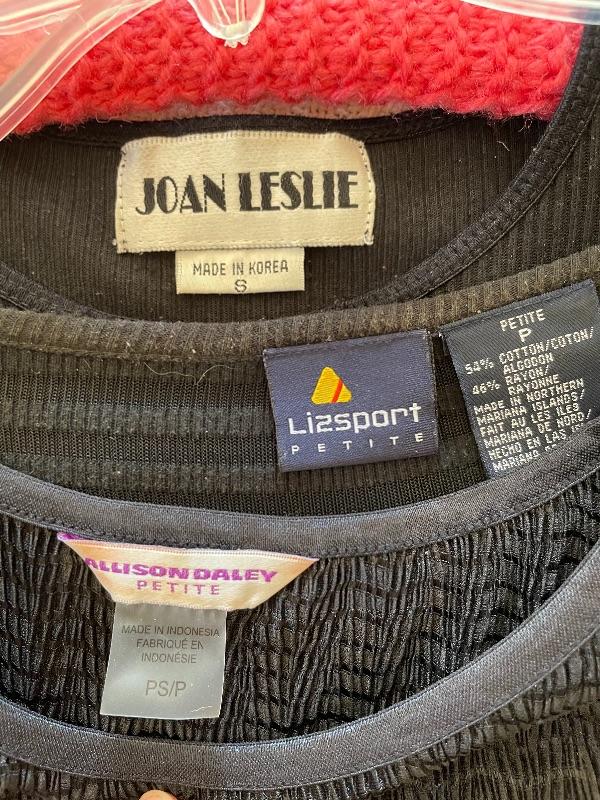 JOAN LESLIE
MADE IN KOREA
S
Lizsport
PETITE
PETITE
P
54% COTTON/COTON/
ALGODON
46% RAYON/
RAYONNE
MADE IN NORTHERN
MARIANA ISLANDS/
FAIT AU LES ILES
MARIANA DE NORD/
HECHO EN LAS
MARIANA
ALLISON DALEY
PETITE
MADE IN INDONESIA
FABRIQUÉ EN
INDONÉSIE
PS/P